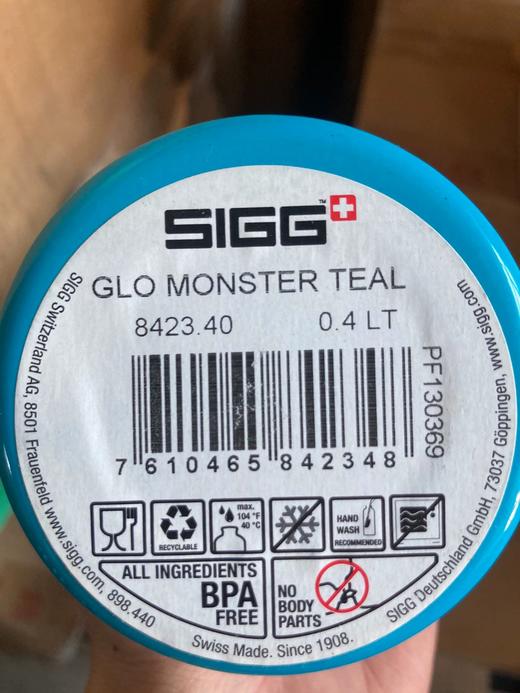 SIGG™
GLO MONSTER TEAL
8423.40 0.4 LT
PF130369
7 610465 842348
RECYCLABLE
max.
104 °F
40 °C
HAND
WASH
RECOMMENDED
ALL INGREDIENTS
BPA
FREE
NO
BODY
PARTS
SIGG Switzerland AG, 8501 Frauenfeld www.sigg.com, 898.440
Swiss Made. Since 1908.
SIGG Deutschland GmbH, 73037 Göppingen, www.sigg.com